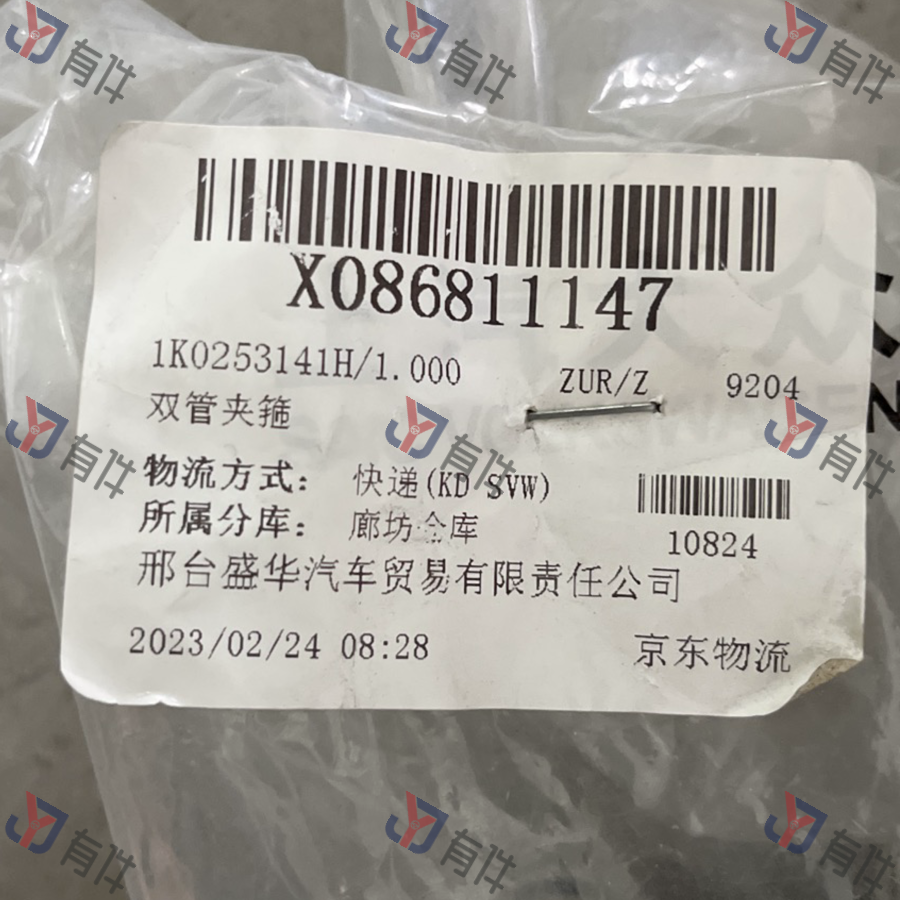 X086811147
1K0253141H/1.000 ZUR/Z 9204
双管夹箍
物流方式: 快递(KD SVW)
所属分库: 廊坊仓库 10824
邢台盛华汽车贸易有限责任公司
2023/02/24 08:28 京东物流
有件
有件
有件
有件
有件
有件
有件
有件
有件